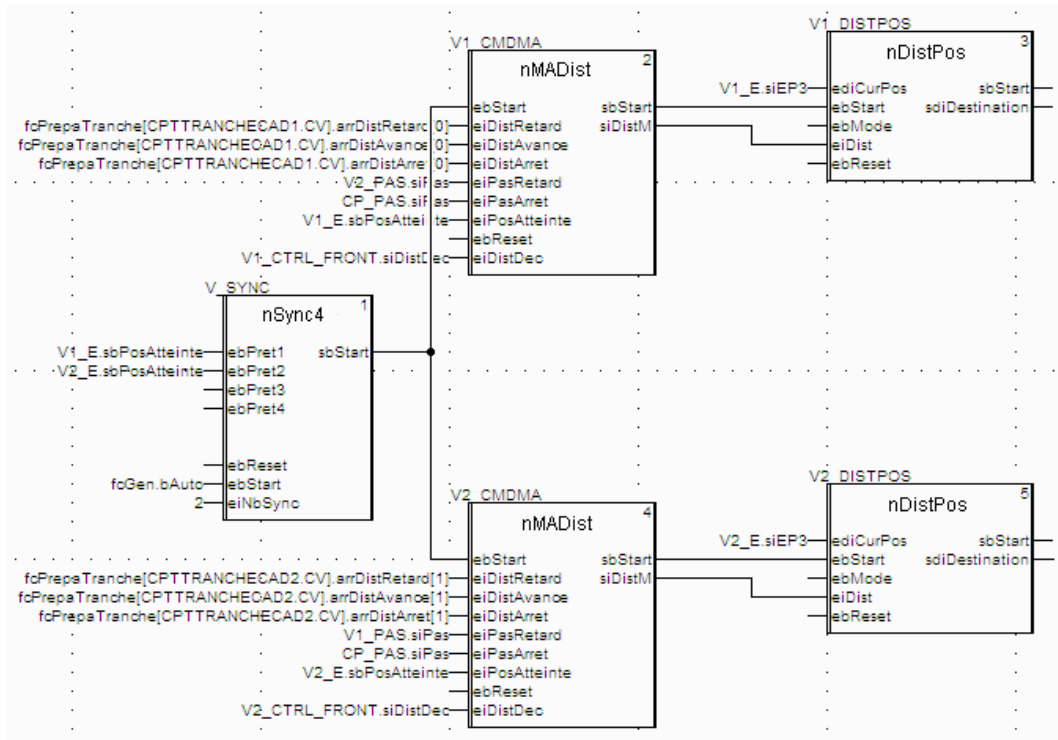 V1_DISTPOS
3
nDistPos
V1_E.siEP3 ediCurPos sbStart
ebStart sdiDestination
ebMode
eiDist
ebReset
V1_CMDMA
2
nMADist
ebStart sbStart
fcPrepaTranche[CPTTRANCHECAD1.CV].arrDistRetard[0] eiDistRetard siDistM
fcPrepaTranche[CPTTRANCHECAD1.CV].arrDistAvance[0] eiDistAvance
fcPrepaTranche[CPTTRANCHECAD1.CV].arrDistArret[0] eiDistArret
V2_PAS.siPas eiPasRetard
CP_PAS.siPas eiPasArret
V1_E.sbPosAtteinte eiPosAtteinte
ebReset
V1_CTRL_FRONT.siDistDec eiDistDec
V_SYNC
1
nSync4
V1_E.sbPosAtteinte ebPret1 sbStart
V2_E.sbPosAtteinte ebPret2
ebPret3
ebPret4
ebReset
fcGen.bAuto ebStart
2 eiNbSync
V2_DISTPOS
5
nDistPos
V2_E.siEP3 ediCurPos sbStart
ebStart sdiDestination
ebMode
eiDist
ebReset
V2_CMDMA
4
nMADist
ebStart sbStart
fcPrepaTranche[CPTTRANCHECAD2.CV].arrDistRetard[1] eiDistRetard siDistM
fcPrepaTranche[CPTTRANCHECAD2.CV].arrDistAvance[1] eiDistAvance
fcPrepaTranche[CPTTRANCHECAD2.CV].arrDistArret[1] eiDistArret
V1_PAS.siPas eiPasRetard
CP_PAS.siPas eiPasArret
V2_E.sbPosAtteinte eiPosAtteinte
ebReset
V2_CTRL_FRONT.siDistDec eiDistDec